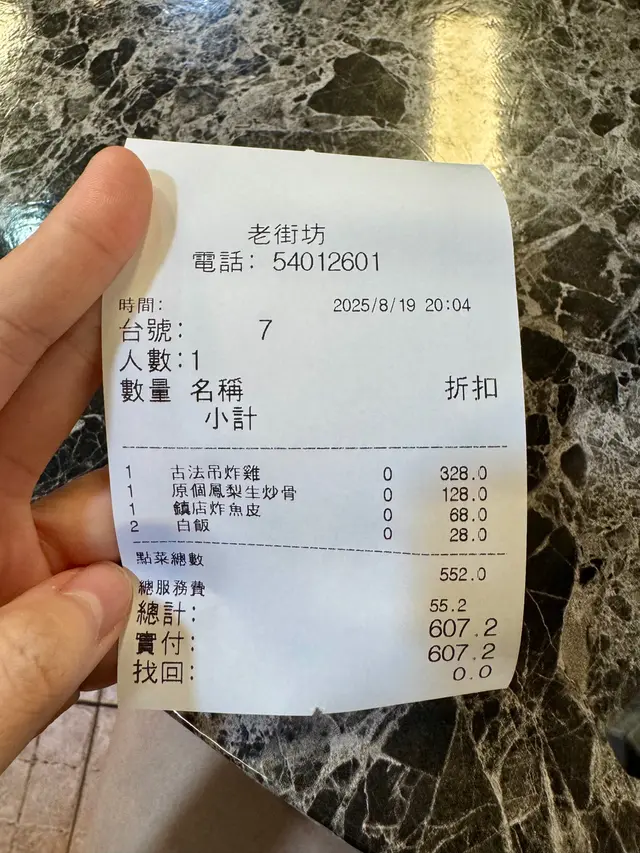 老街坊
電話: 54012601
時間: 2025/8/19 20:04
台號: 7
人數:1
數量 名稱 折扣
小計
1 古法吊炸雞 0 328.0
1 原個鳳梨生炒骨 0 128.0
1 鎮店炸魚皮 0 68.0
2 白飯 0 28.0
點菜總數 552.0
總服務費 55.2
總計: 607.2
實付: 607.2
找回: 0.0